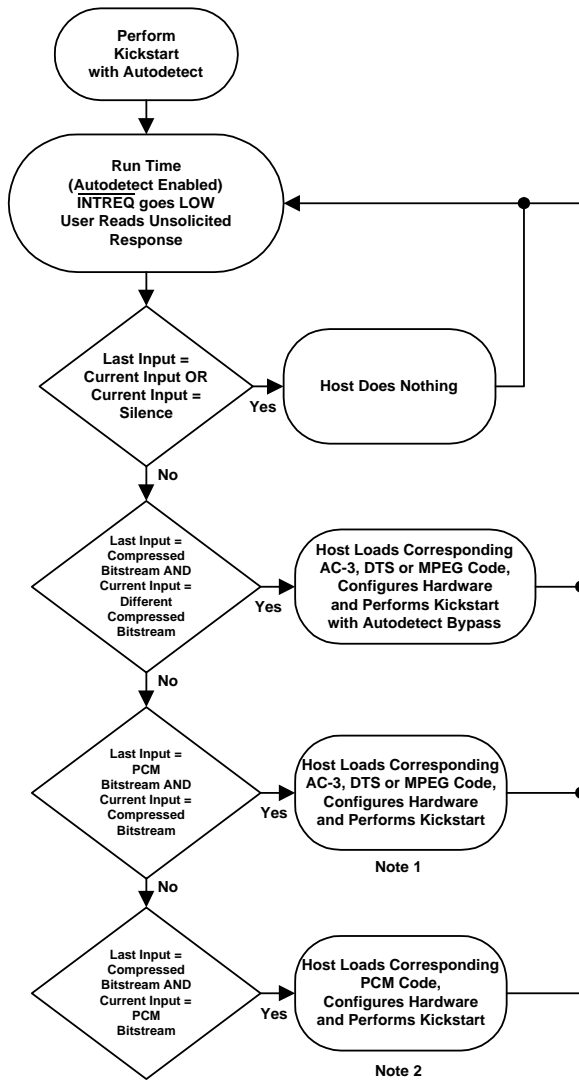 Perform
Kickstart
with Autodetect
Run Time
(Autodetect Enabled)
INTREQ goes LOW
User Reads Unsolicited
Response
Last Input =
Current Input OR
Current Input =
Silence
Yes
Host Does Nothing
No
Last Input =
Compressed
Bitstream AND
Current Input =
Different
Compressed
Bitstream
Yes
Host Loads Corresponding
AC-3, DTS or MPEG Code,
Configures Hardware
and Performs Kickstart
with Autodetect Bypass
No
Last Input =
PCM
Bitstream AND
Current Input =
Compressed
Bitstream
Yes
Host Loads Corresponding
AC-3, DTS or MPEG Code,
Configures Hardware
and Performs Kickstart
Note 1
No
Last Input =
Compressed
Bitstream AND
Current Input =
PCM
Bitstream
Yes
Host Loads Corresponding
PCM Code,
Configures Hardware
and Performs Kickstart
Note 2